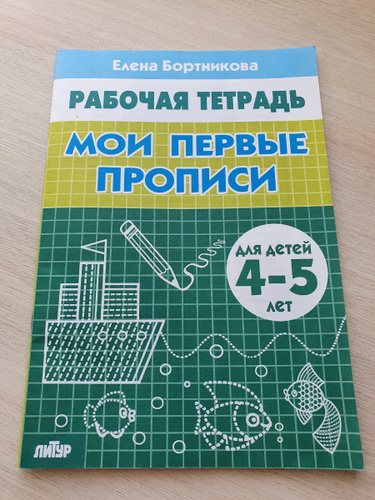 Елена Бортникова
РАБОЧАЯ ТЕТРАДЬ
МОИ ПЕРВЫЕ
ПРОПИСИ
для детей
4-5
лет
ЛИТУР